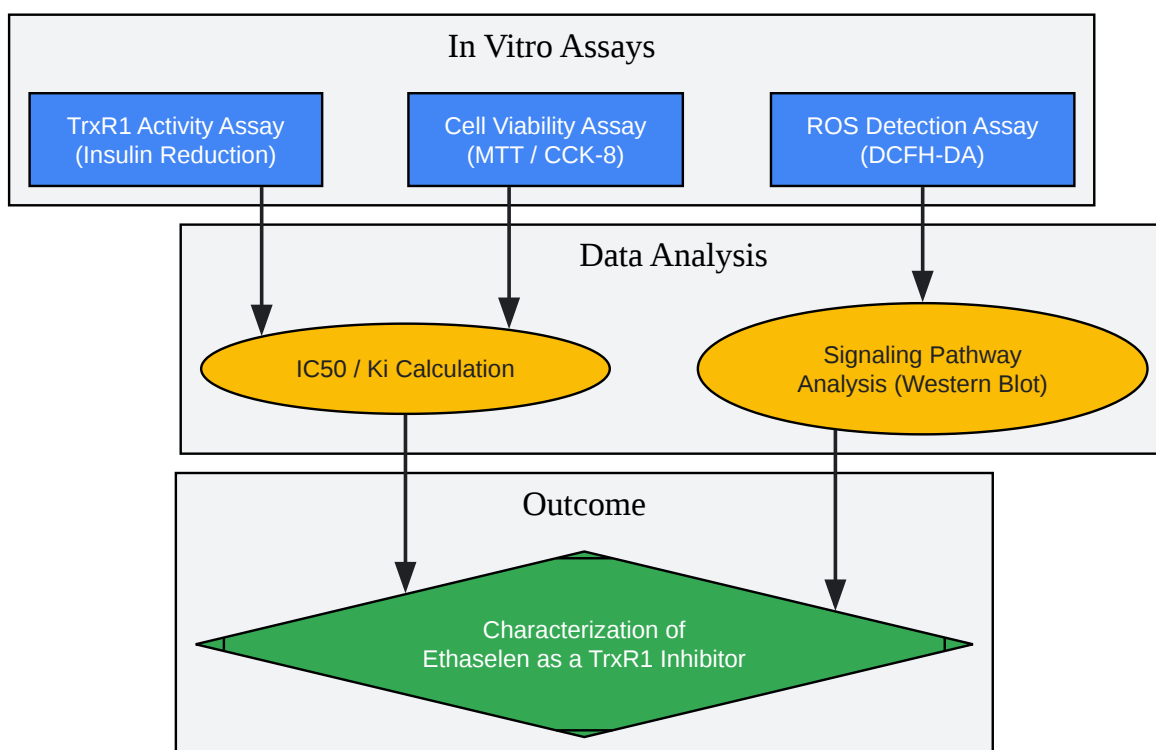 In Vitro Assays
TrxR1 Activity Assay
(Insulin Reduction)
Cell Viability Assay
(MTT / CCK-8)
ROS Detection Assay
(DCFH-DA)
Data Analysis
IC50 / Ki Calculation
Signaling Pathway
Analysis (Western Blot)
Outcome
Characterization of
Ethaselen as a TrxR1 Inhibitor